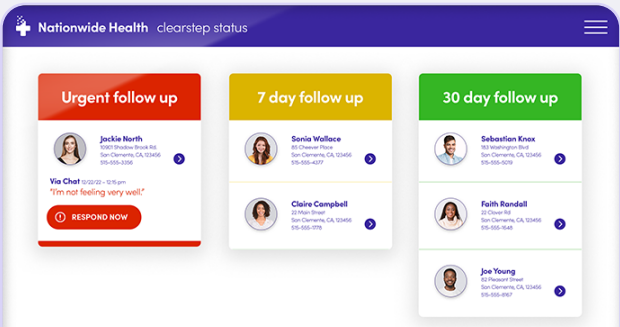 Nationwide Health clearstep status
Urgent follow up
Jackie North
10901 Shadow Brook Rd.
San Clemente, CA, 123456
515-555-3356
Via Chat 12/22/22 – 12:15 pm
"I'm not feeling very well."
RESPOND NOW
7 day follow up
Sonia Wallace
85 Cheever Place
San Clemente, CA, 123456
515-555-4377
Claire Campbell
22 Main Street
San Clemente, CA, 123456
515-555-1778
30 day follow up
Sebastian Knox
183 Washington Blvd
San Clemente, CA, 123456
515-555-5019
Faith Randall
22 Clover Rd
San Clemente, CA, 123456
515-555-1648
Joe Young
82 Pleasant Street
San Clemente, CA, 123456
515-555-8167